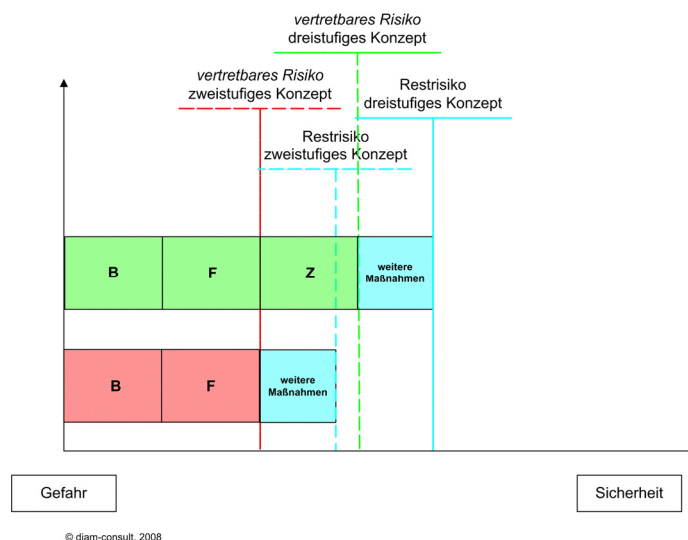 vertretbares Risiko
dreistufiges Konzept
vertretbares Risiko
zweistufiges Konzept
Restrisiko
dreistufiges Konzept
Restrisiko
zweistufiges Konzept
B
F
Z
weitere
Maßnahmen
B
F
weitere
Maßnahmen
Gefahr
Sicherheit
© diam-consult, 2008